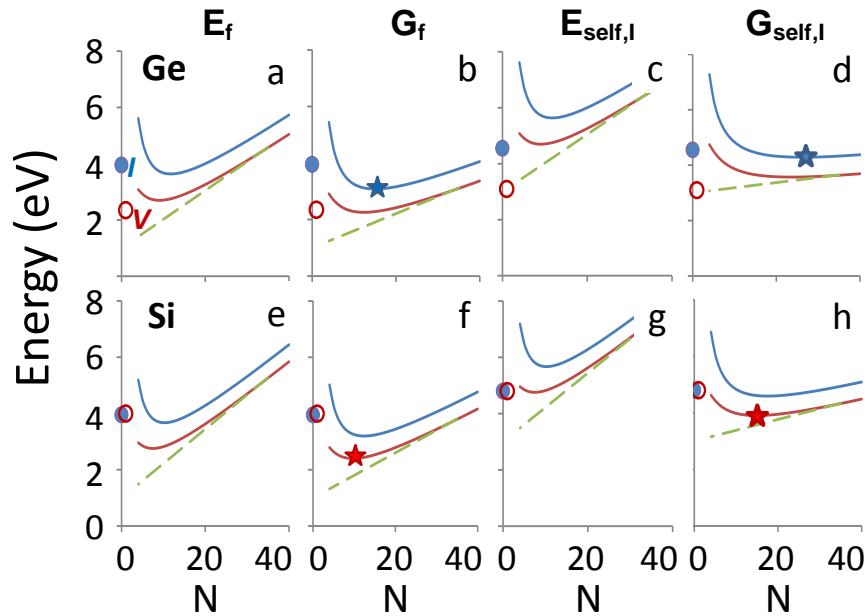 E_f G_f E_self,I G_self,I
Energy (eV)
8
6
4
2
Ge a b c d
I
V
8
6
4
2
0
Si e f g h
0 20 40 0 20 40 0 20 40 0 20 40
N N N N